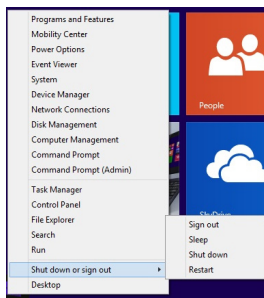 Programs and Features
Mobility Center
Power Options
Event Viewer
System
Device Manager
Network Connections
Disk Management
Computer Management
Command Prompt
Command Prompt (Admin)
Task Manager
Control Panel
File Explorer
Search
Run
Shut down or sign out
Desktop
People
SkyDrive
Sign out
Sleep
Shut down
Restart